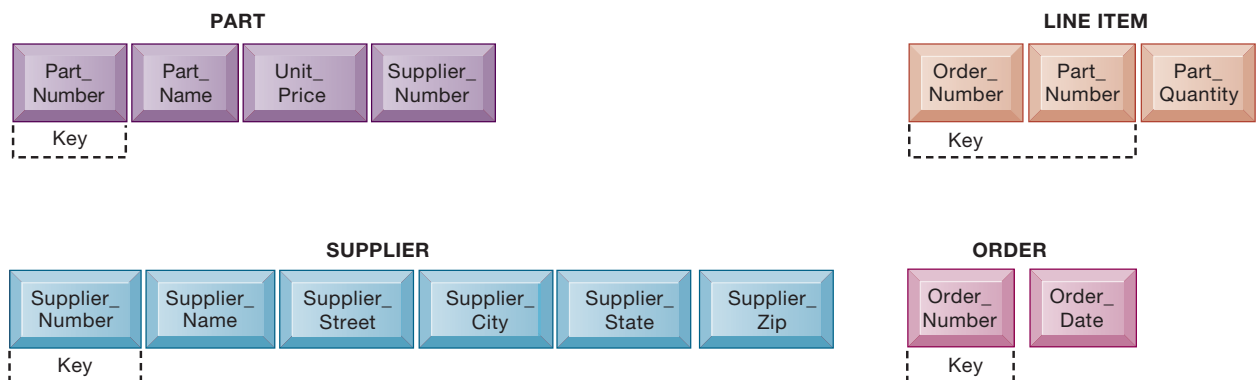 PART
Part_
Number
Part_
Name
Unit_
Price
Supplier_
Number
Key
LINE ITEM
Order_
Number
Part_
Number
Part_
Quantity
Key
SUPPLIER
Supplier_
Number
Supplier_
Name
Supplier_
Street
Supplier_
City
Supplier_
State
Supplier_
Zip
Key
ORDER
Order_
Number
Order_
Date
Key